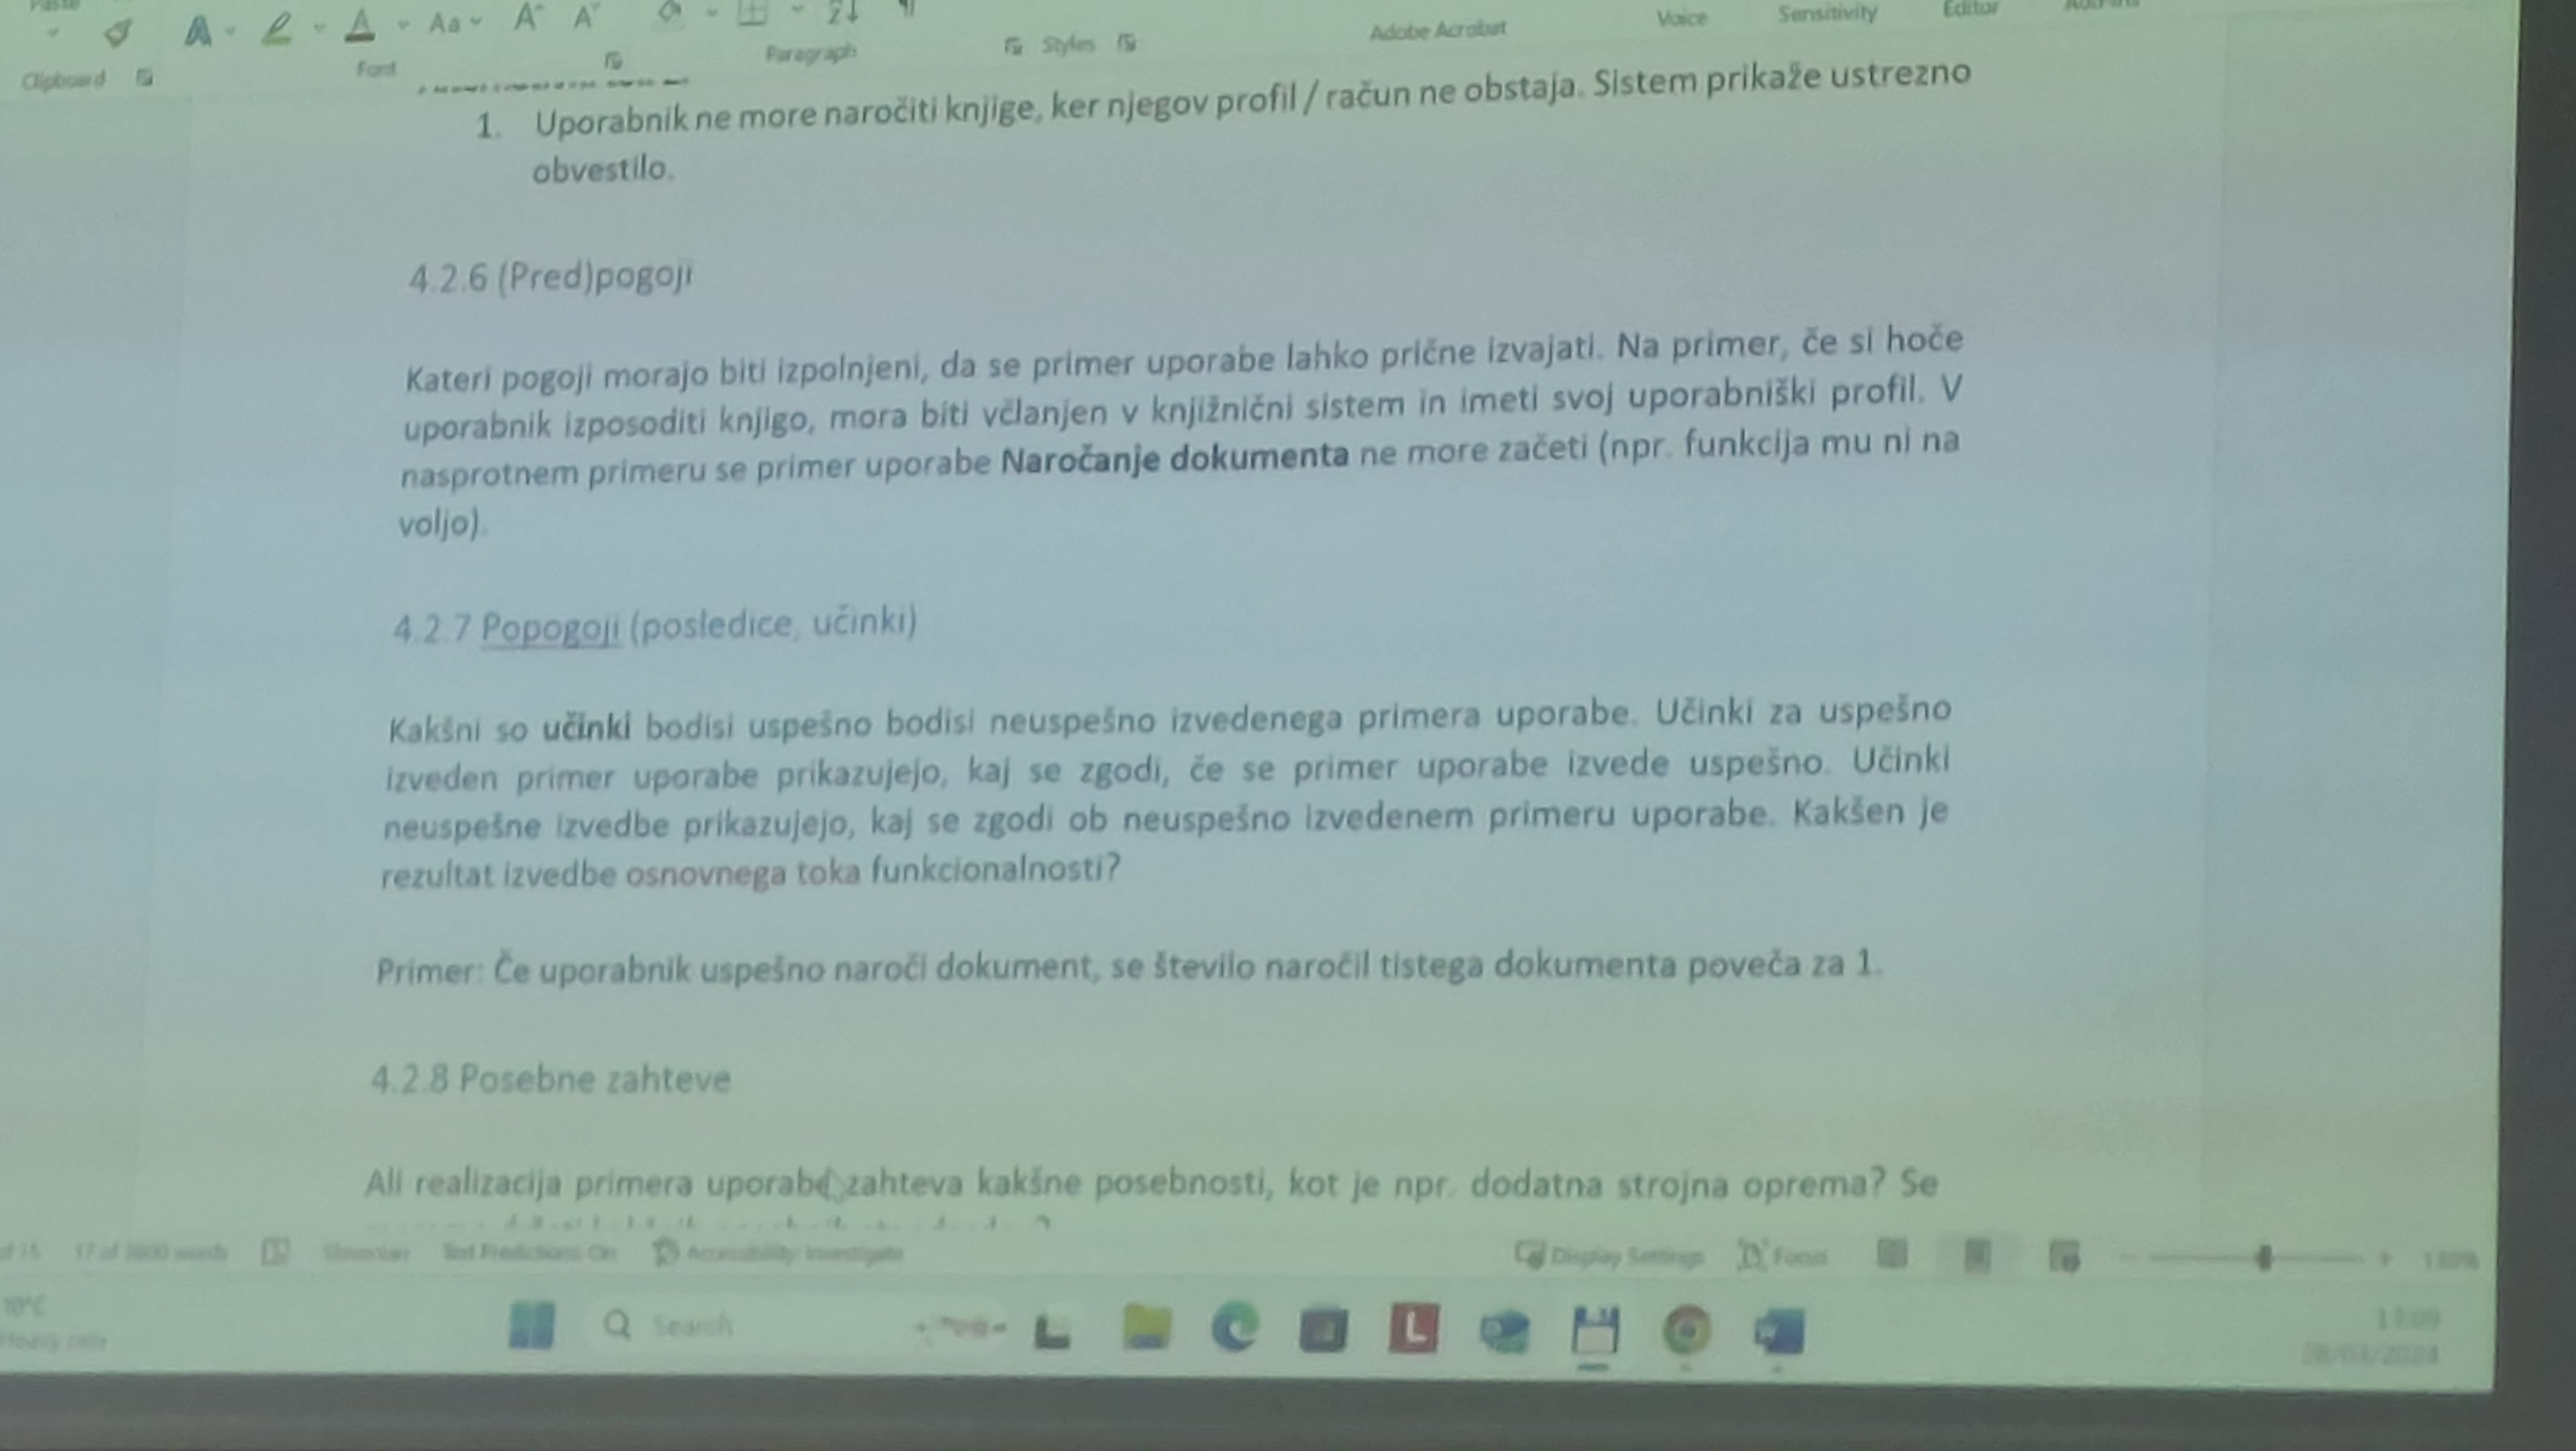 Paste
Aa
Clipboard
Font
Paragraph
Styles
Adobe Acrobat
Voice
Sensitivity
Editor
1. Uporabnik ne more naročiti knjige, ker njegov profil / račun ne obstaja. Sistem prikaže ustrezno
obvestilo.
4.2.6 (Pred)pogoji
Kateri pogoji morajo biti izpolnjeni, da se primer uporabe lahko prične izvajati. Na primer, če si hoče
uporabnik izposoditi knjigo, mora biti včlanjen v knjižnični sistem in imeti svoj uporabniški profil. V
nasprotnem primeru se primer uporabe Naročanje dokumenta ne more začeti (npr. funkcija mu ni na
voljo).
4.2.7 Popogoji (posledice, učinki)
Kakšni so učinki bodisi uspešno bodisi neuspešno izvedenega primera uporabe. Učinki za uspešno
izveden primer uporabe prikazujejo, kaj se zgodi, če se primer uporabe izvede uspešno. Učinki
neuspešne izvedbe prikazujejo, kaj se zgodi ob neuspešno izvedenem primeru uporabe. Kakšen je
rezultat izvedbe osnovnega toka funkcionalnosti?
Primer: Če uporabnik uspešno naroči dokument, se število naročil tistega dokumenta poveča za 1.
4.2.8 Posebne zahteve
Ali realizacija primera uporabe zahteva kakšne posebnosti, kot je npr. dodatna strojna oprema? Se
Slovenian
Text Predictions: On
Accessibility: Investigate
Display Settings
Focus
Search
L